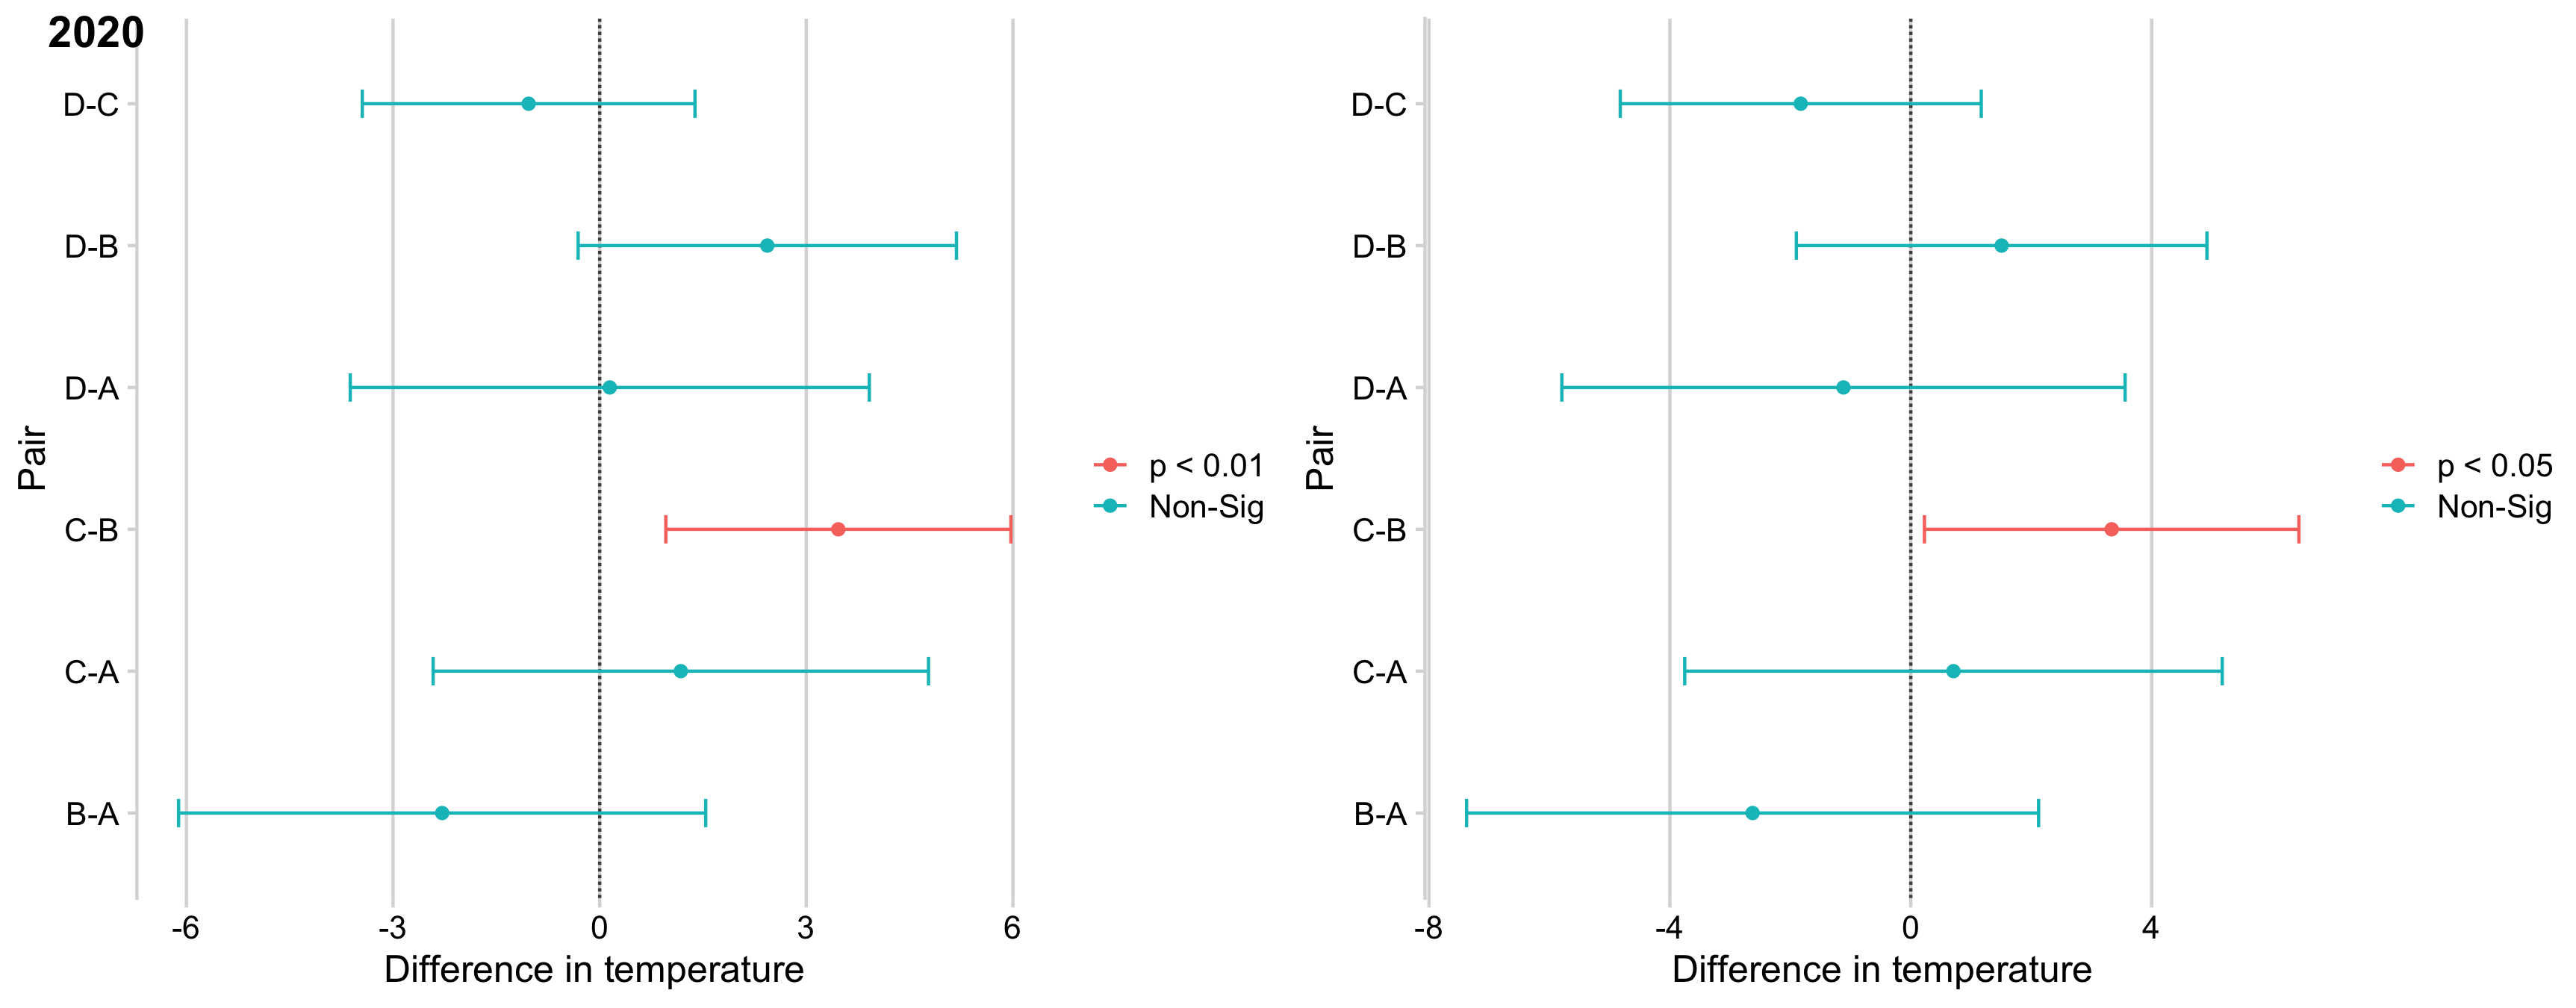 2020
D-C
D-B
D-A
C-B
C-A
B-A
Pair
-6 -3 0 3 6
Difference in temperature
p < 0.01
Non-Sig
D-C
D-B
D-A
C-B
C-A
B-A
Pair
-8 -4 0 4
Difference in temperature
p < 0.05
Non-Sig